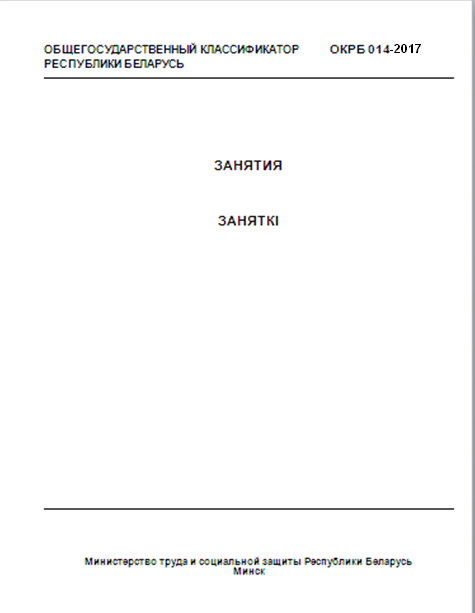 ОБЩЕГОСУДАРСТВЕННЫЙ КЛАССИФИКАТОР ОКРБ 014-2017
РЕСПУБЛИКИ БЕЛАРУСЬ
ЗАНЯТИЯ
ЗАНЯТКІ
Министерство труда и социальной защиты Республики Беларусь
Минск